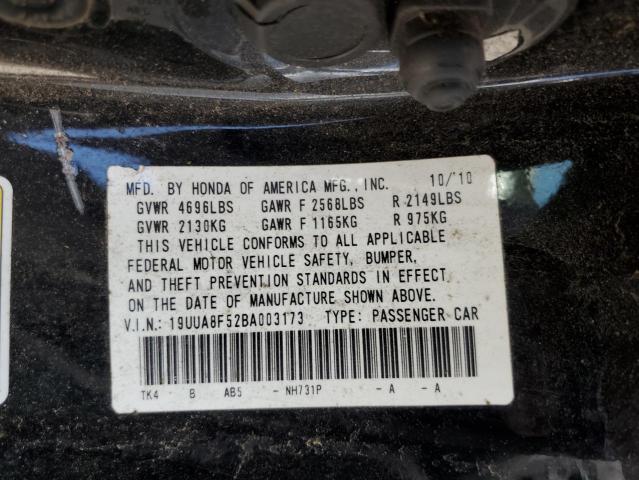 MFD. BY HONDA OF AMERICA MFG., INC. 10/'10
GVWR 4696LBS GAWR F 2568LBS R 2149LBS
GVWR 2130KG GAWR F 1165KG R 975KG
THIS VEHICLE CONFORMS TO ALL APPLICABLE
FEDERAL MOTOR VEHICLE SAFETY, BUMPER,
AND THEFT PREVENTION STANDARDS IN EFFECT
ON THE DATE OF MANUFACTURE SHOWN ABOVE.
V.I.N.: 19UUA8F52BA003173 TYPE: PASSENGER CAR
TK4 B AB5 - NH731P - A - A